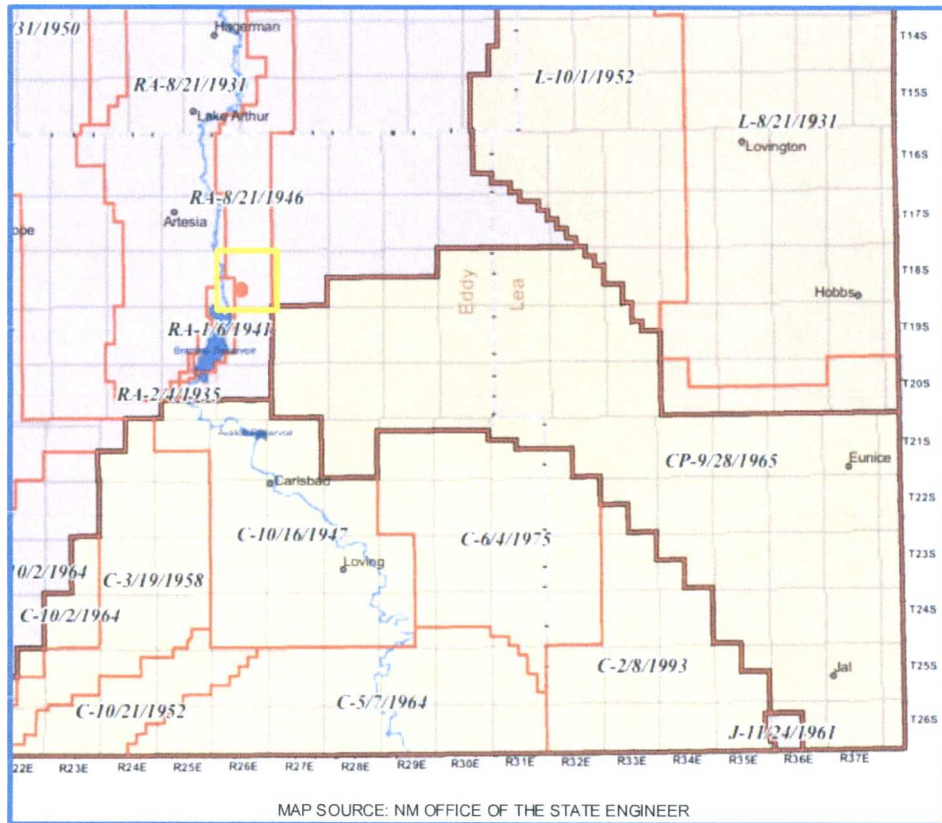 Hagerman
31/1950
T14S
L-10/1/1952
RA-8/21/1931
T15S
Lake Arthur
L-8/21/1931
Lovington
T16S
RA-8/21/1946
Artesia
T17S
ope
Eddy
Lea
T18S
Hobbs
RA-1/6/1941
T19S
Reservoir
RA-2/4/1935
T20S
T21S
Reservoir
CP-9/28/1965
Eunice
Carlsbad
T22S
C-10/16/1947
C-6/4/1975
T23S
Loving
10/2/1964
C-3/19/1958
T24S
C-10/2/1964
C-2/8/1993
Jal
T25S
C-5/7/1964
C-10/21/1952
T26S
J-11/24/1961
22E R23E R24E R25E R26E R27E R28E R29E R30E R31E R32E R33E R34E R35E R36E R37E
MAP SOURCE: NM OFFICE OF THE STATE ENGINEER